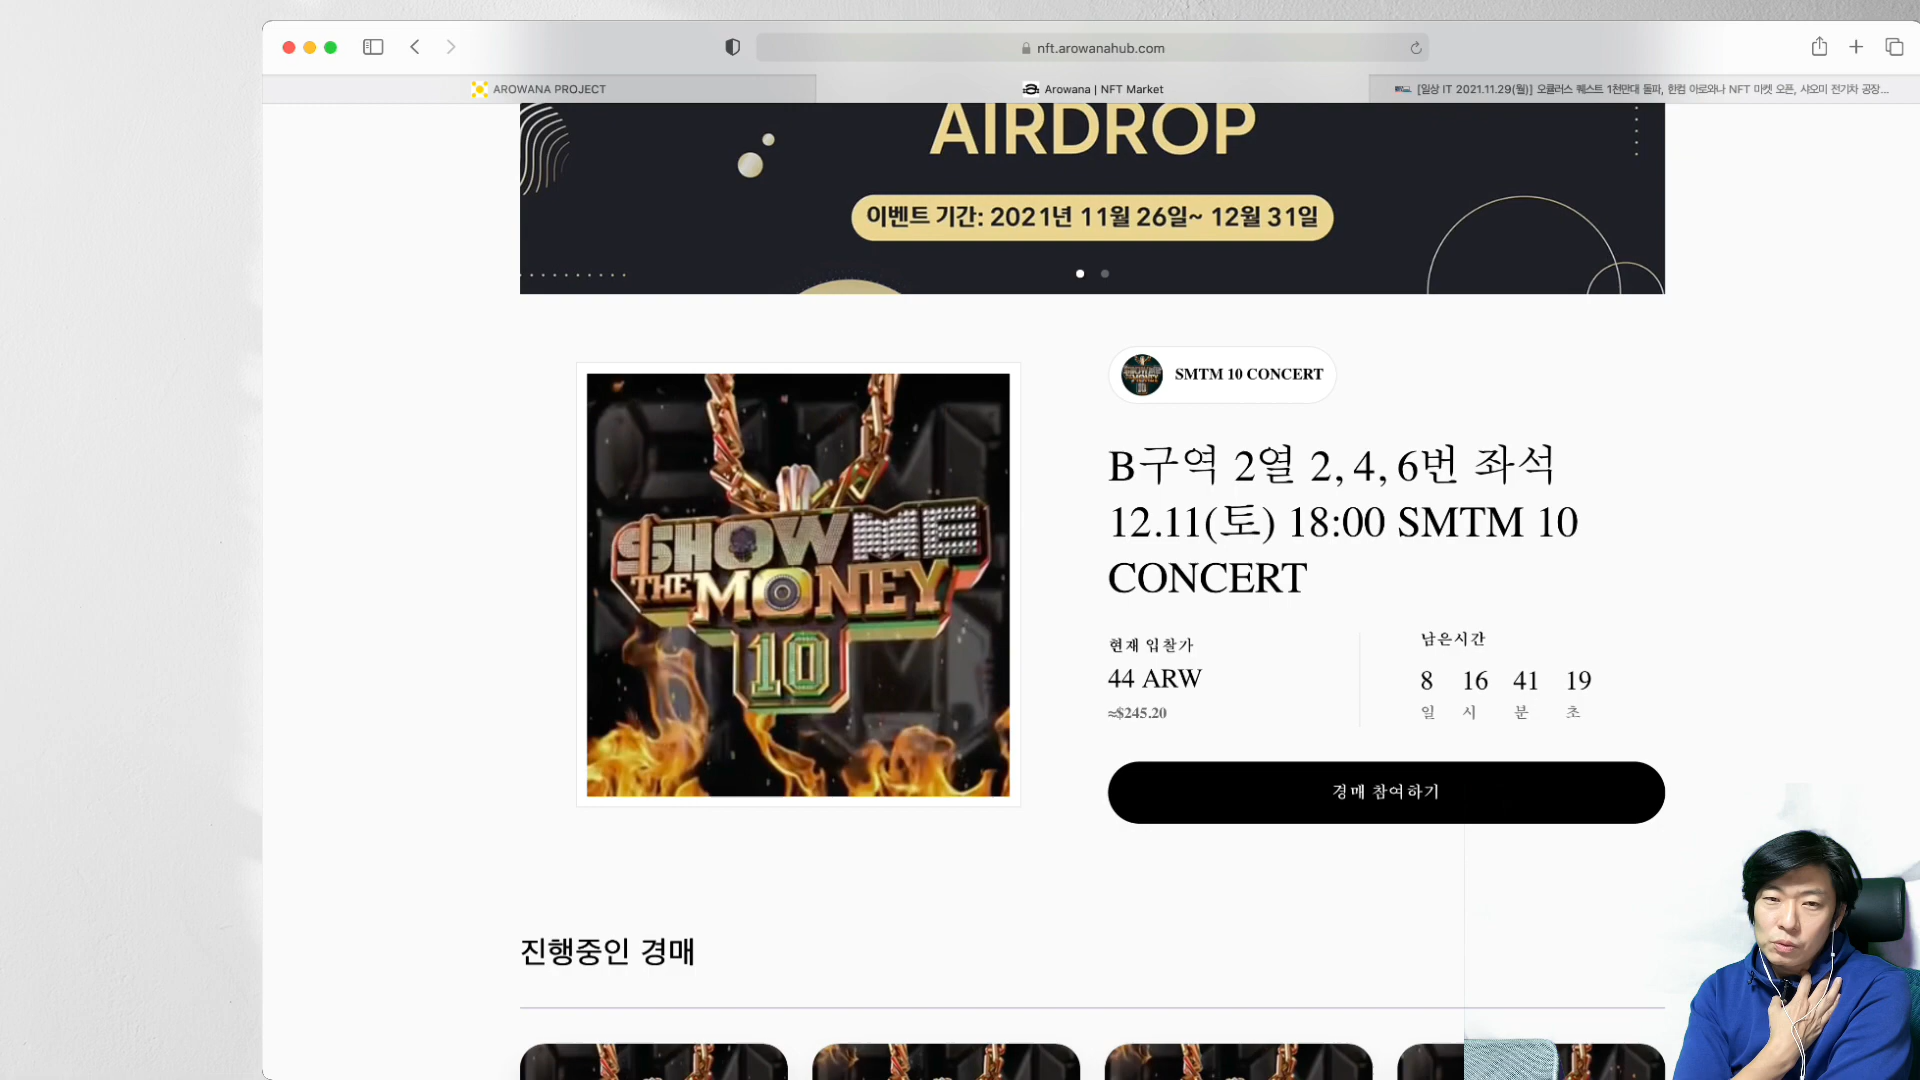 nft.arowanahub.com
AROWANA PROJECT
Arowana | NFT Market
[일상 IT 2021.11.29(월)] 오큘러스 퀘스트 1천만대 돌파, 한컴 아로와나 NFT 마켓 오픈, 샤오미 전기차 공장...
AIRDROP
이벤트 기간: 2021년 11월 26일~ 12월 31일
SHOW ME
THE MONEY
10
SMTM 10 CONCERT
B구역 2열 2, 4, 6번 좌석
12.11(토) 18:00 SMTM 10
CONCERT
현재 입찰가
44 ARW
≈$245.20
남은시간
8 16 41 19
일 시 분 초
경매 참여하기
진행중인 경매